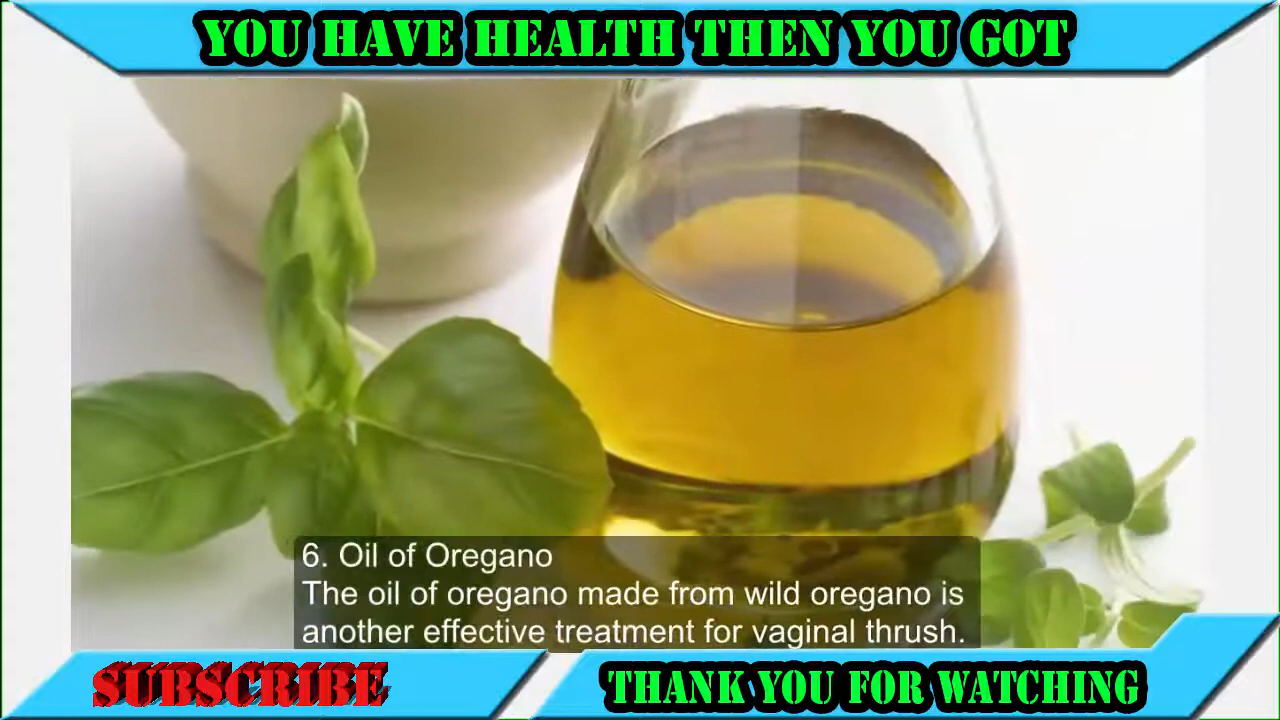 YOU HAVE HEALTH THEN YOU GOT
6. Oil of Oregano
The oil of oregano made from wild oregano is
another effective treatment for vaginal thrush.
SUBSCRIBE
THANK YOU FOR WATCHING